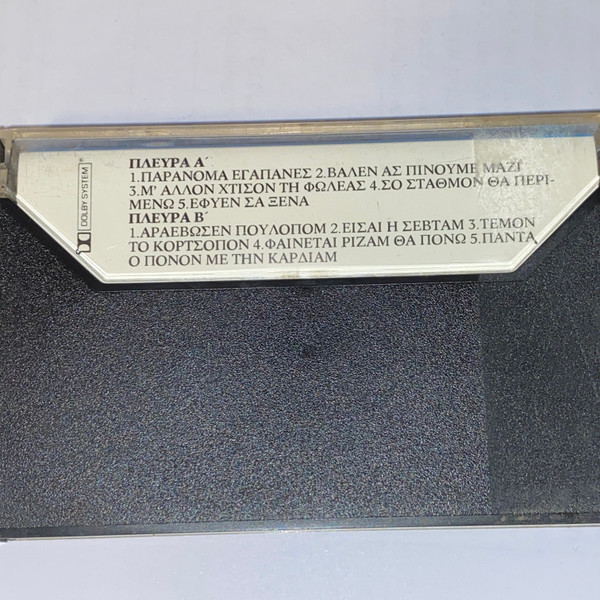 DOLBY SYSTEM
ΠΛΕΥΡΑ Α΄
1.ΠΑΡΑΝΟΜΑ ΕΓΑΠΑΝΕΣ 2.ΒΑΛΕΝ ΑΣ ΠΙΝΟΥΜΕ ΜΑΖΙ
3.Μ' ΑΛΛΟΝ ΧΤΙΣΟΝ ΤΗ ΦΩΛΕΑΣ 4.ΣΟ ΣΤΑΘΜΟΝ ΘΑ ΠΕΡΙ-
ΜΕΝΩ 5.ΕΦΥΕΝ ΣΑ ΞΕΝΑ
ΠΛΕΥΡΑ Β΄
1.ΑΡΑΕΒΩΣΕΝ ΠΟΥΛΟΠΟΜ 2.ΕΙΣΑΙ Η ΣΕΒΤΑΜ 3.ΤΕΜΟΝ
ΤΟ ΚΟΡΤΣΟΠΟΝ 4.ΦΑΙΝΕΤΑΙ ΡΙΖΑΜ ΘΑ ΠΟΝΩ 5.ΠΑΝΤΑ
Ο ΠΟΝΟΝ ΜΕ ΤΗΝ ΚΑΡΔΙΑΜ